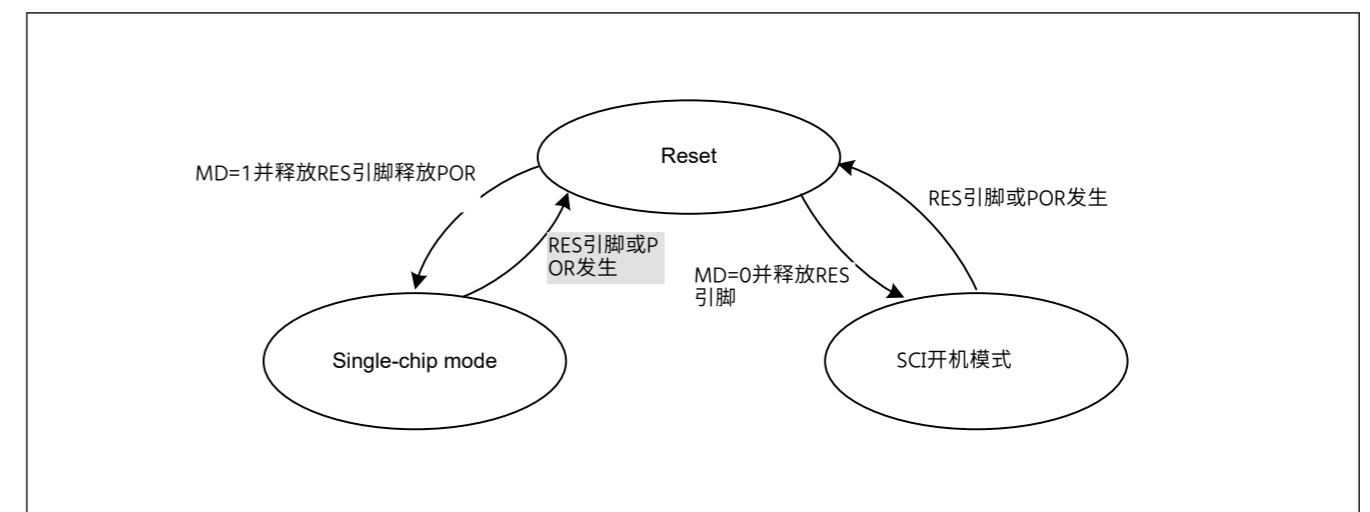 Reset
MD=1并释放RES引脚释放POR
RES引脚或POR发生
RES引脚或P
OR发生
MD=0并释放RES
引脚
Single-chip mode
SCI开机模式